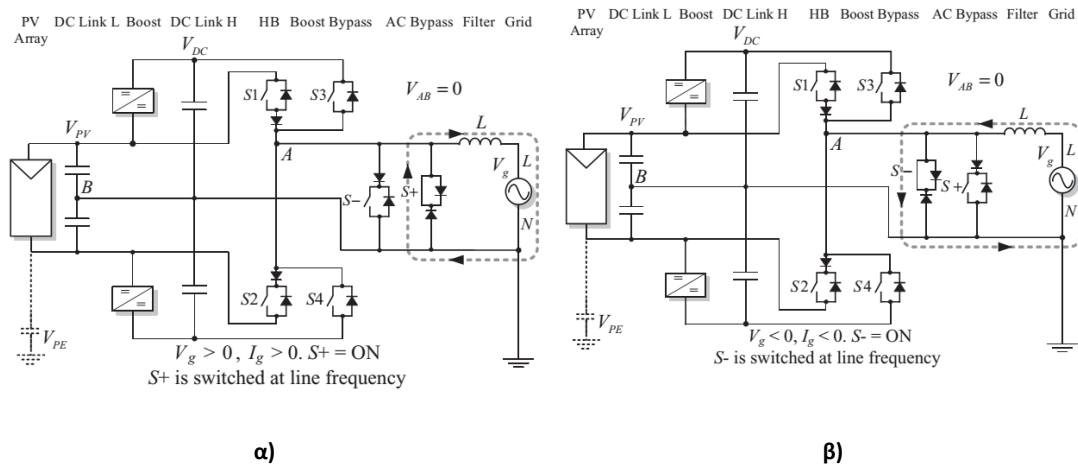 PV Array DC Link L Boost DC Link H HB Boost Bypass AC Bypass Filter Grid
V_DC
S1
S3
V_AB = 0
V_PV
L
A
V_g
L
B
S-
S+
N
S2
S4
V_PE
V_g > 0, I_g > 0. S+ = ON
S+ is switched at line frequency
α)
PV Array DC Link L Boost DC Link H HB Boost Bypass AC Bypass Filter Grid
V_DC
S1
S3
V_AB = 0
V_PV
L
A
V_g
L
B
S-
S+
N
S2
S4
V_PE
V_g < 0, I_g < 0. S- = ON
S- is switched at line frequency
β)